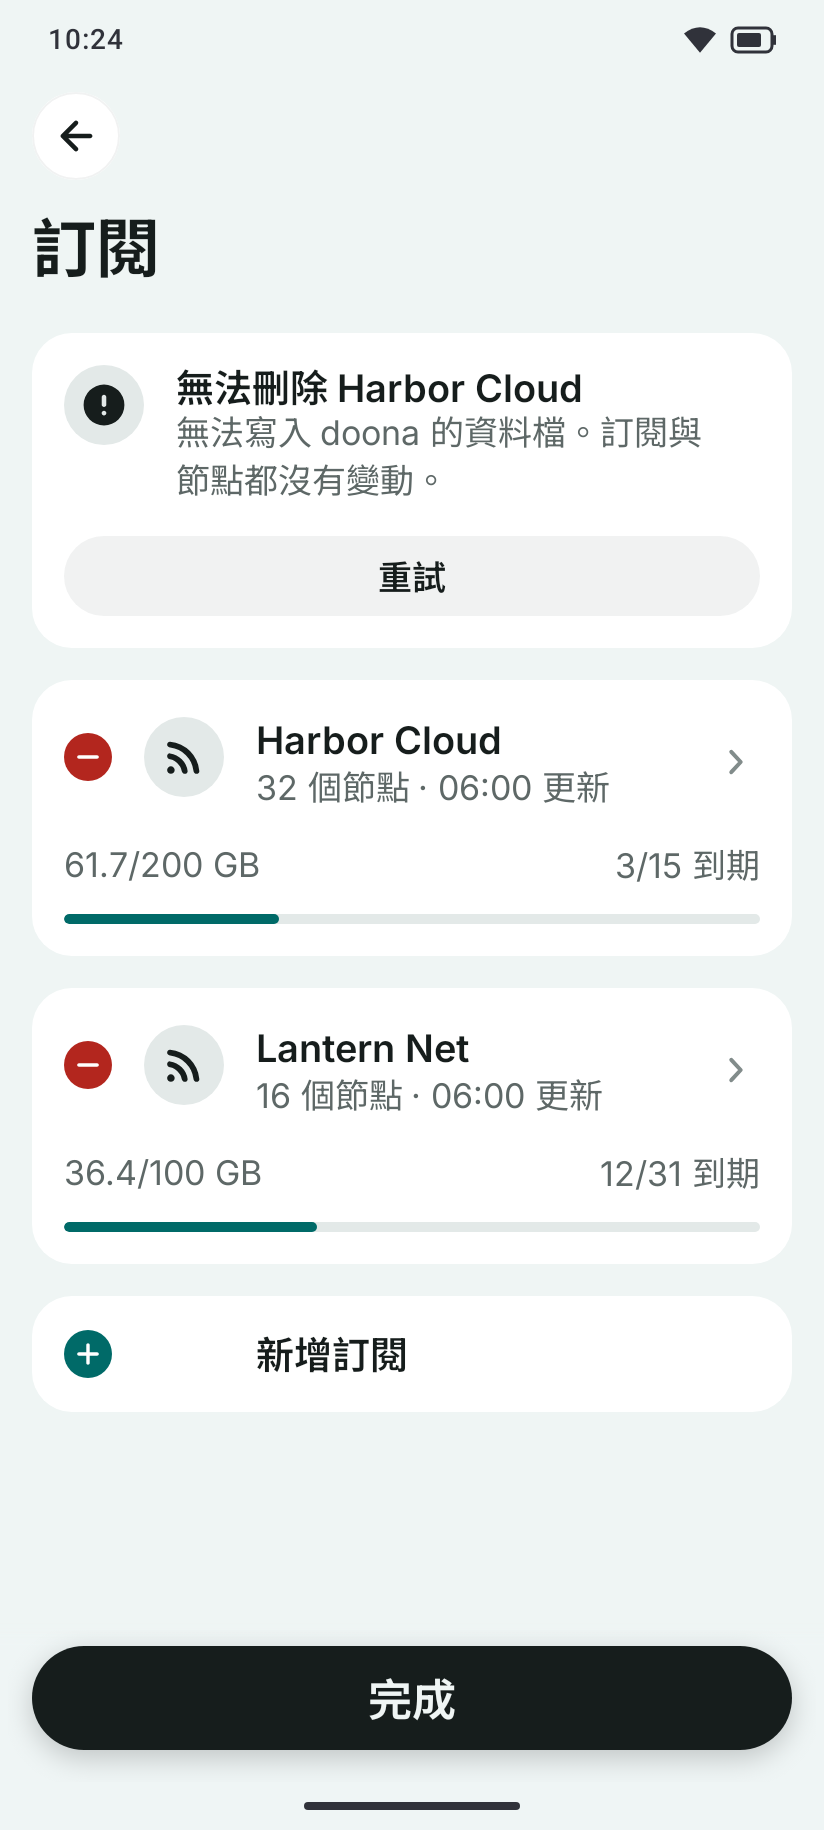 10:24
訂閱
無法刪除 Harbor Cloud
無法寫入 doona 的資料檔。訂閱與
節點都沒有變動。
重試
Harbor Cloud
32 個節點 · 06:00 更新
61.7/200 GB
3/15 到期
Lantern Net
16 個節點 · 06:00 更新
36.4/100 GB
12/31 到期
新增訂閱
完成